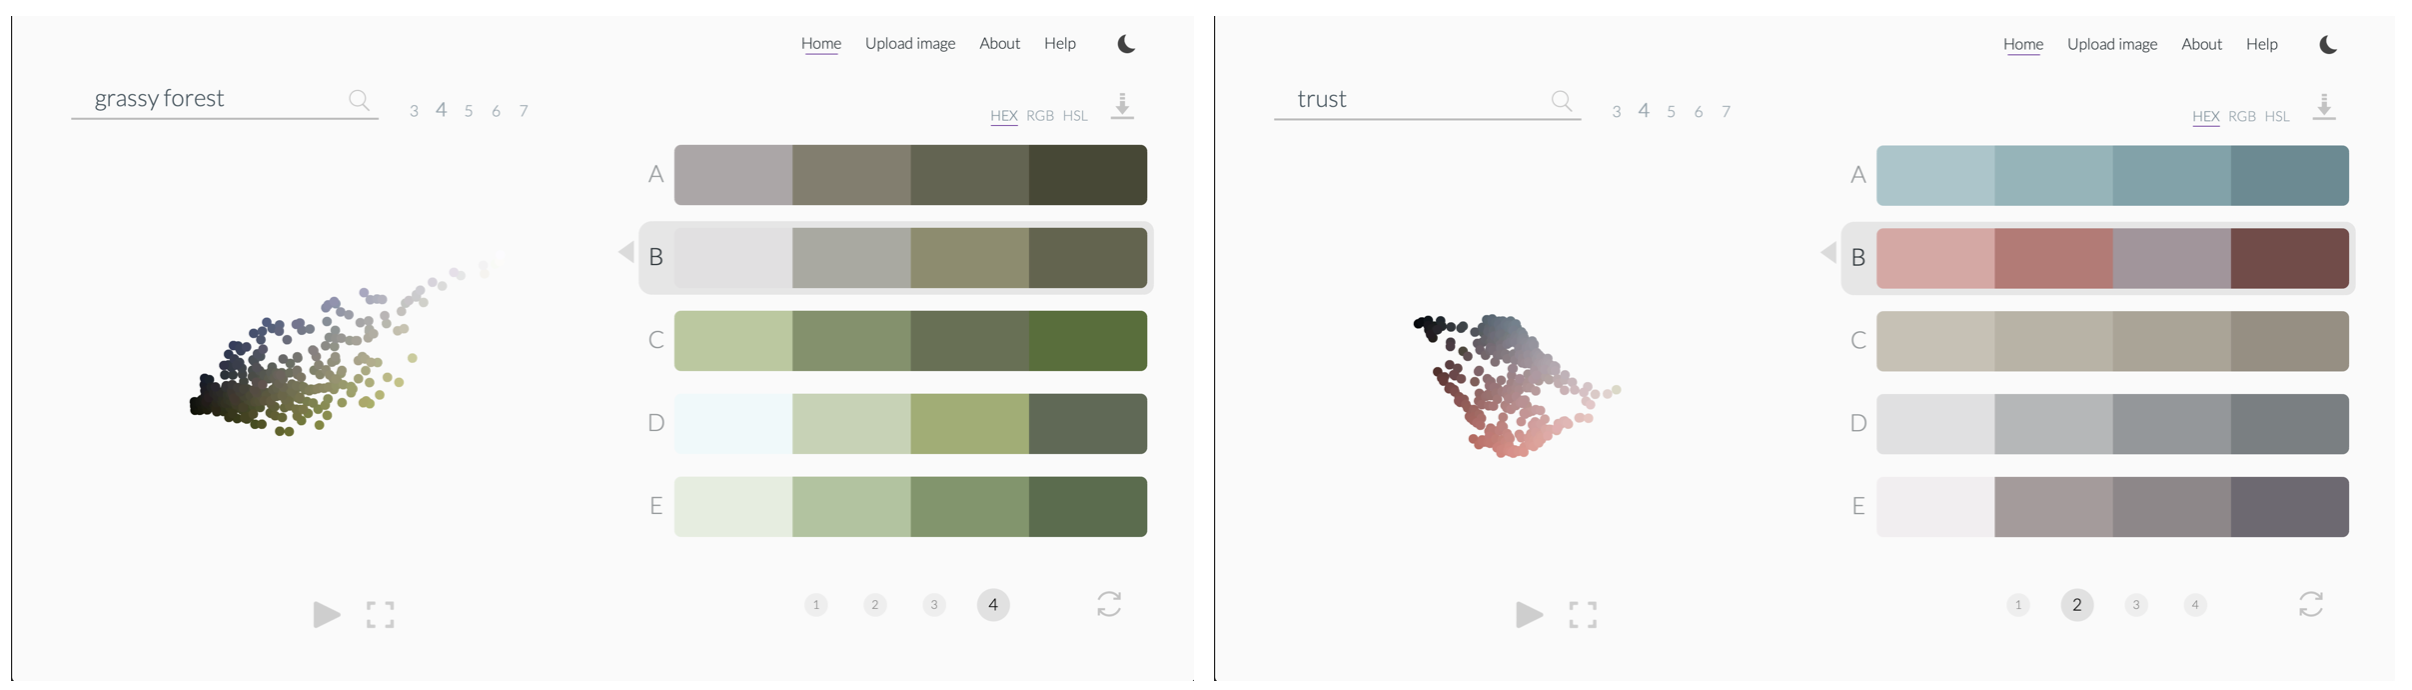 Home Upload image About Help
grassy forest
3 4 5 6 7
HEX RGB HSL
A
B
C
D
E
1 2 3 4
Home Upload image About Help
trust
3 4 5 6 7
HEX RGB HSL
A
B
C
D
E
1 2 3 4